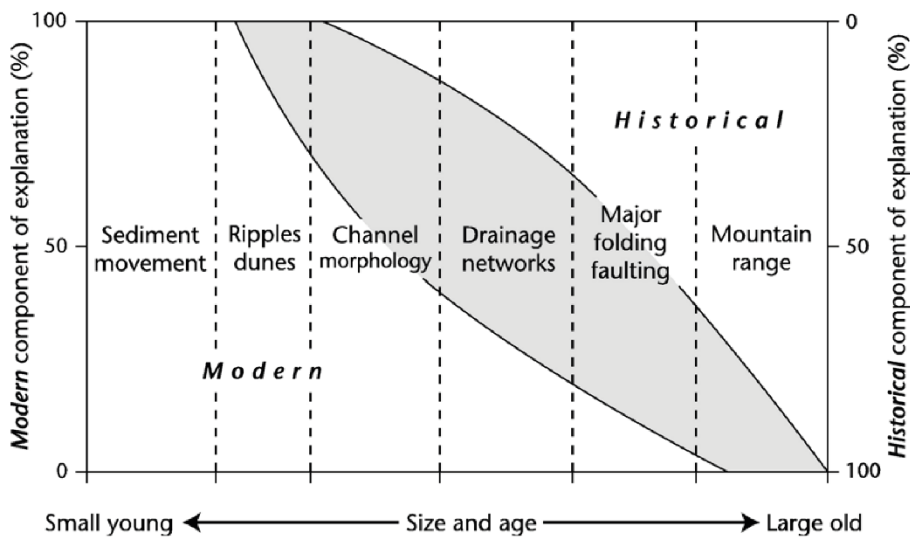 100
0
Modern component of explanation (%)
Historical component of explanation (%)
Historical
Sediment
movement
Ripples
dunes
Channel
morphology
Drainage
networks
Major
folding
faulting
Mountain
range
50
50
Modern
0
100
Small young
Size and age
Large old